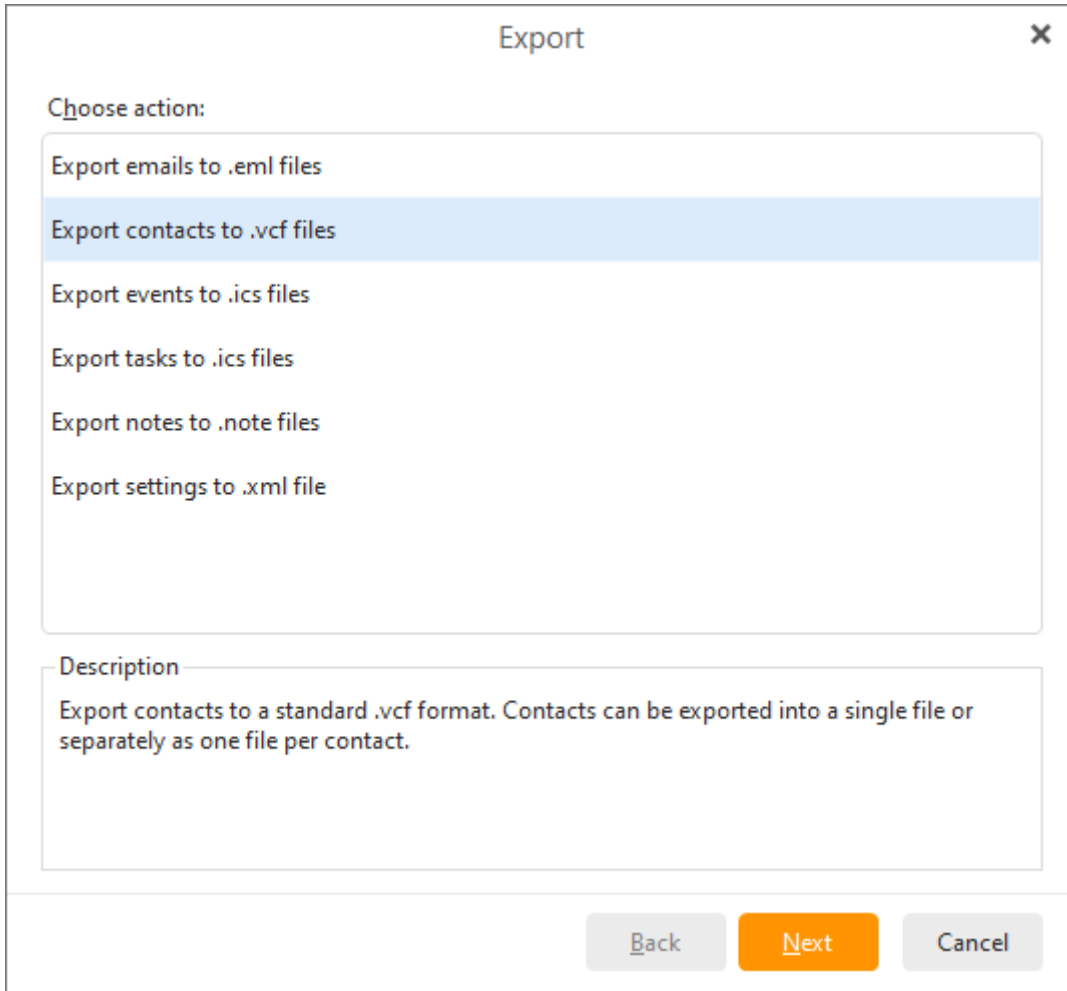 Export
Choose action:
Export emails to .eml files
Export contacts to .vcf files
Export events to .ics files
Export tasks to .ics files
Export notes to .note files
Export settings to .xml file
Description
Export contacts to a standard .vcf format. Contacts can be exported into a single file or
separately as one file per contact.
Back Next Cancel